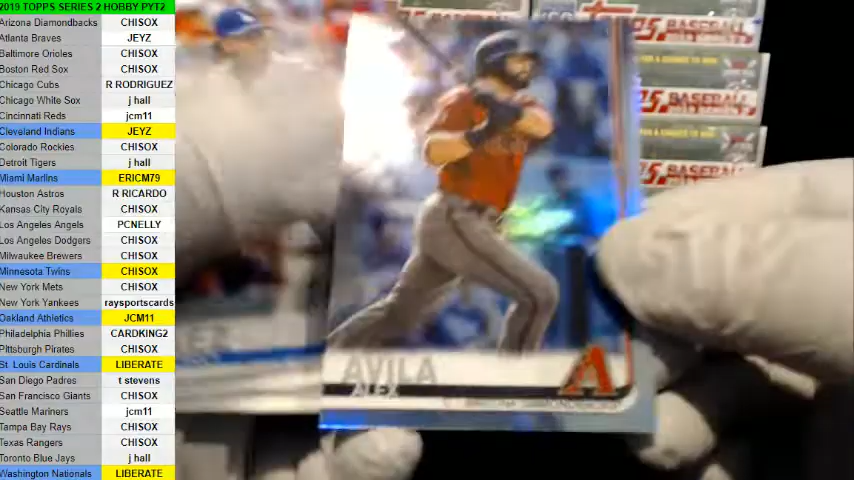 2019 TOPPS SERIES 2 HOBBY PYT2
Arizona Diamondbacks CHISOX
Atlanta Braves JEYZ
Baltimore Orioles CHISOX
Boston Red Sox CHISOX
Chicago Cubs R RODRIGUEZ
Chicago White Sox j hall
Cincinnati Reds jcm11
Cleveland Indians JEYZ
Colorado Rockies CHISOX
Detroit Tigers j hall
Miami Marlins ERICM79
Houston Astros R RICARDO
Kansas City Royals CHISOX
Los Angeles Angels PCNELLY
Los Angeles Dodgers CHISOX
Milwaukee Brewers CHISOX
Minnesota Twins CHISOX
New York Mets CHISOX
New York Yankees raysportscards
Oakland Athletics JCM11
Philadelphia Phillies CARDKING2
Pittsburgh Pirates CHISOX
St. Louis Cardinals LIBERATE
San Diego Padres t stevens
San Francisco Giants CHISOX
Seattle Mariners jcm11
Tampa Bay Rays CHISOX
Texas Rangers CHISOX
Toronto Blue Jays j hall
Washington Nationals LIBERATE
topps
BASEBALL
BASEBALL
BASEBALL
AVILA
ALEX
A